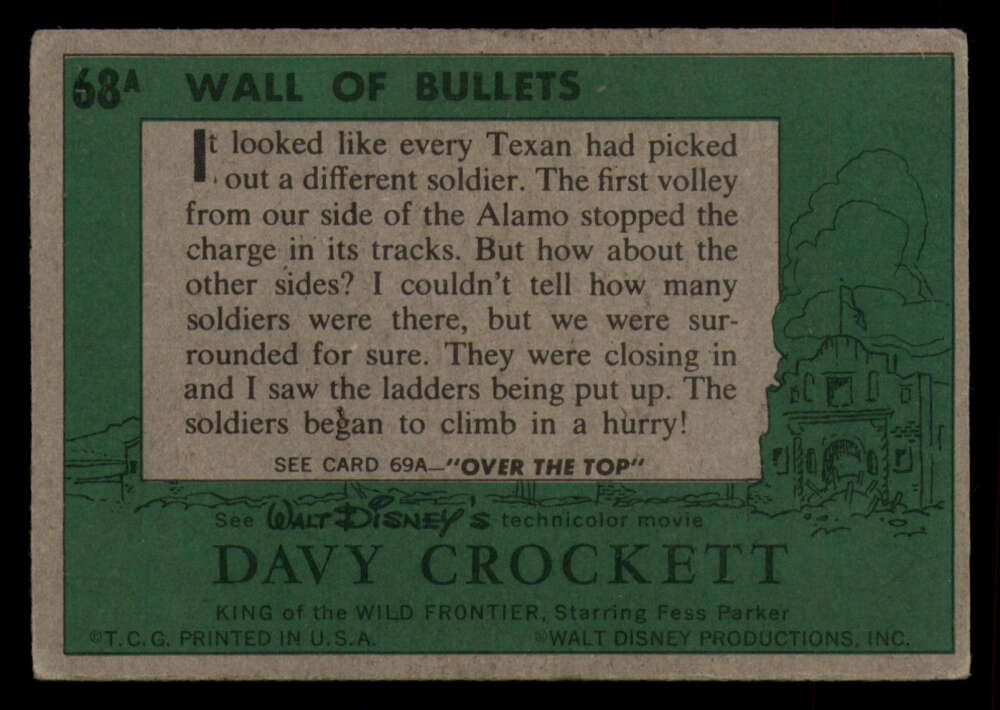 68A WALL OF BULLETS
It looked like every Texan had picked
out a different soldier. The first volley
from our side of the Alamo stopped the
charge in its tracks. But how about the
other sides? I couldn't tell how many
soldiers were there, but we were sur-
rounded for sure. They were closing in
and I saw the ladders being put up. The
soldiers began to climb in a hurry!
SEE CARD 69A—"OVER THE TOP"
See WALT DISNEY'S technicolor movie
DAVY CROCKETT
KING of the WILD FRONTIER, Starring Fess Parker
©T.C.G. PRINTED IN U.S.A. ©WALT DISNEY PRODUCTIONS, INC.